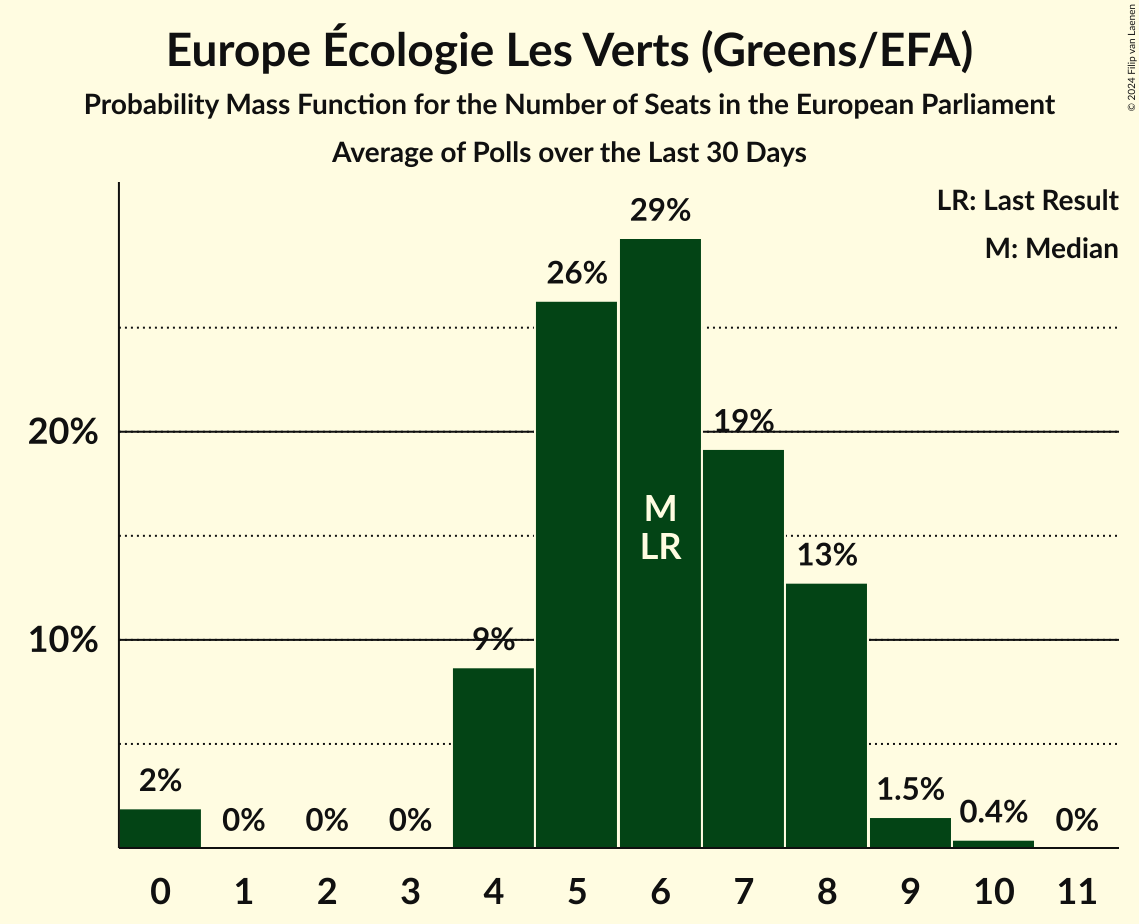 Europe Écologie Les Verts (Greens/EFA)
Probability Mass Function for the Number of Seats in the European Parliament
Average of Polls over the Last 30 Days
© 2024 Filip van Laenen
LR: Last Result
M: Median
29%
26%
20%
19%
M
LR
13%
10%
9%
2%
0%
0%
0%
1.5%
0.4%
0%
0 1 2 3 4 5 6 7 8 9 10 11